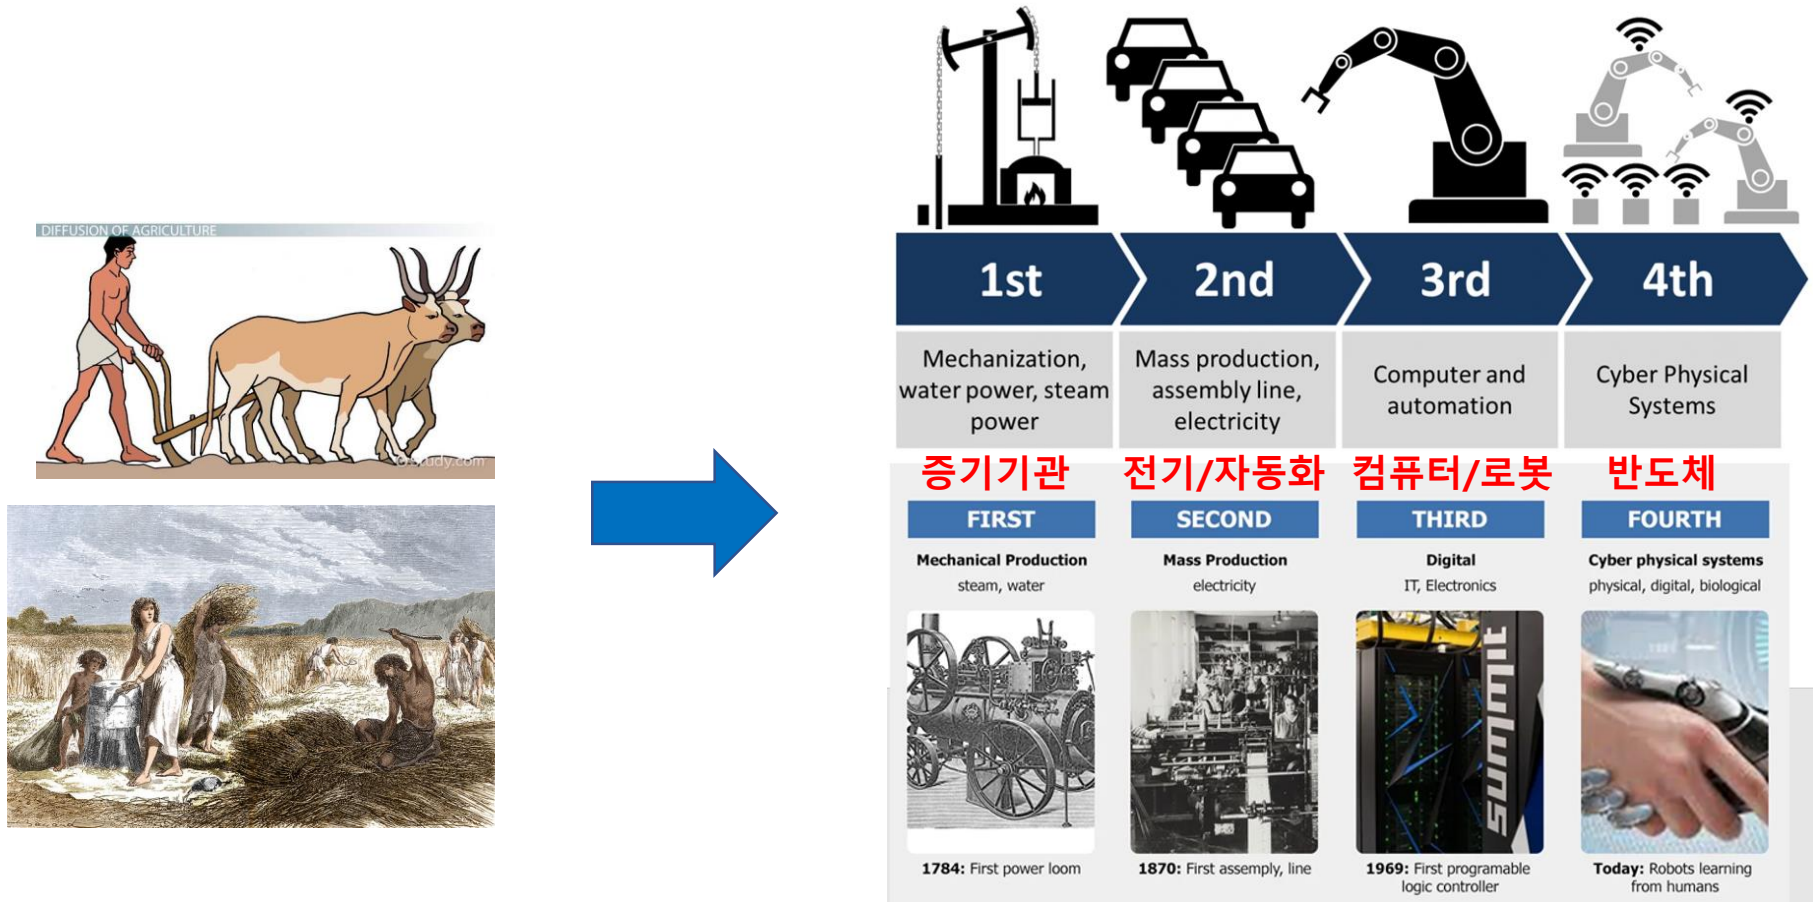 DIFFUSION OF AGRICULTURE
© Study.com
1st
2nd
3rd
4th
Mechanization,
water power, steam
power
Mass production,
assembly line,
electricity
Computer and
automation
Cyber Physical
Systems
증기기관
전기/자동화
컴퓨터/로봇
반도체
FIRST
SECOND
THIRD
FOURTH
Mechanical Production
steam, water
Mass Production
electricity
Digital
IT, Electronics
Cyber physical systems
physical, digital, biological
summit
1784: First power loom
1870: First assemply, line
1969: First programable
logic controller
Today: Robots learning
from humans